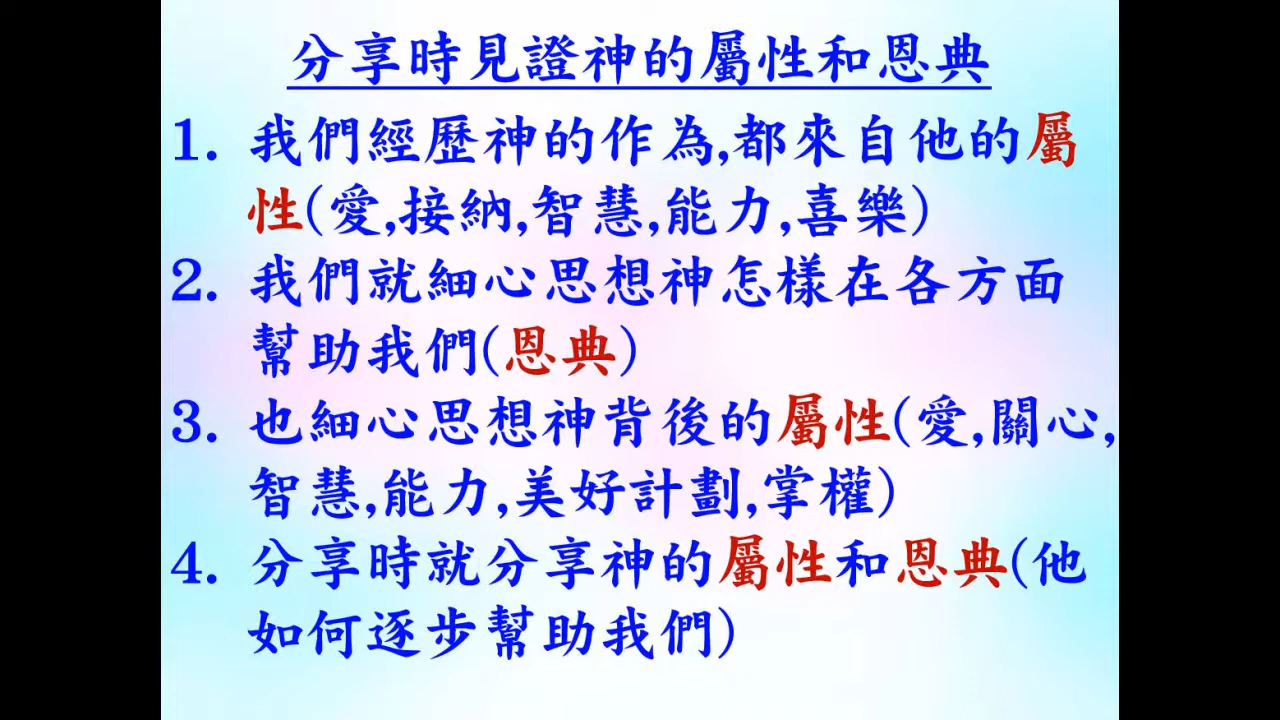 分享時見證神的屬性和恩典
1. 我們經歷神的作為,都來自他的屬
性(愛,接納,智慧,能力,喜樂)
2. 我們就細心思想神怎樣在各方面
幫助我們(恩典)
3. 也細心思想神背後的屬性(愛,關心,
智慧,能力,美好計劃,掌權)
4. 分享時就分享神的屬性和恩典(他
如何逐步幫助我們)